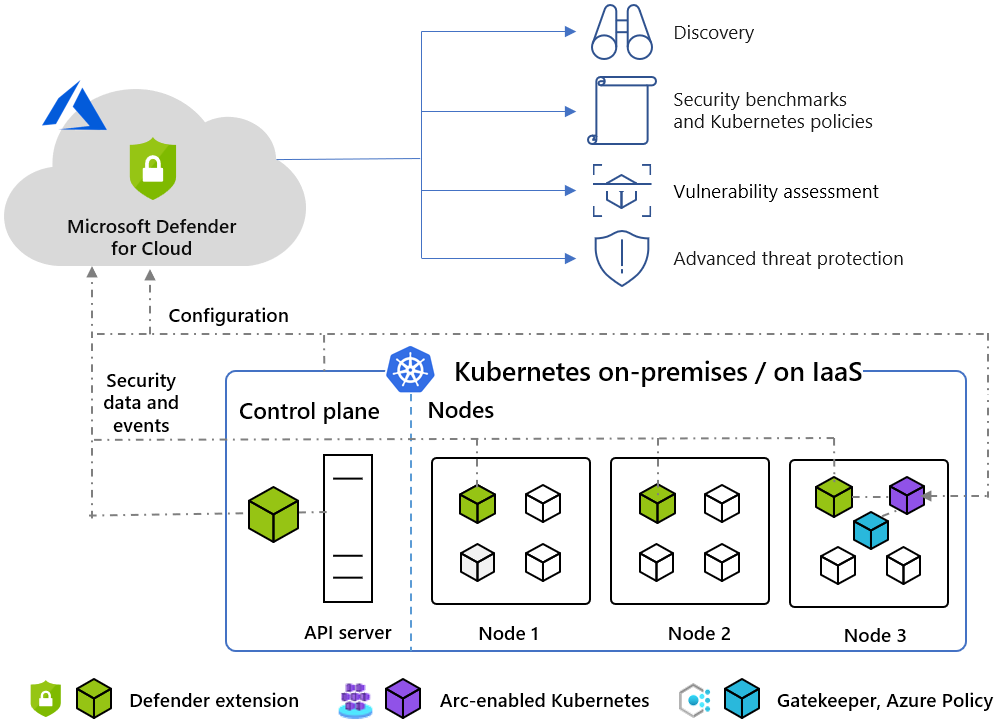 Discovery
Security benchmarks
and Kubernetes policies
Vulnerability assessment
Advanced threat protection
Microsoft Defender
for Cloud
Configuration
Security
data and
events
Kubernetes on-premises / on IaaS
Control plane
Nodes
API server
Node 1
Node 2
Node 3
Defender extension
Arc-enabled Kubernetes
Gatekeeper, Azure Policy